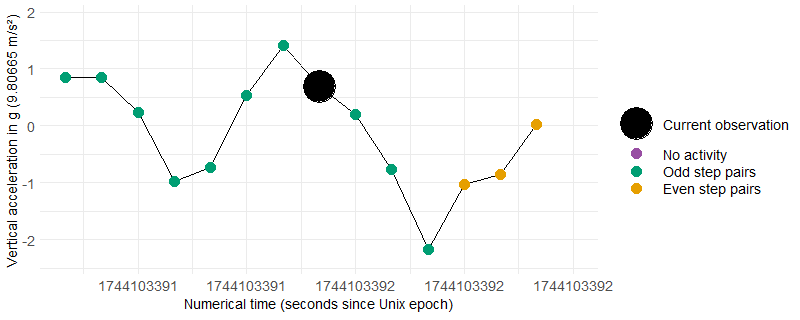 Vertical acceleration in g (9.80665 m/s²)
2
1
0
-1
-2
1744103391
1744103391
1744103392
1744103392
1744103392
Numerical time (seconds since Unix epoch)
Current observation
No activity
Odd step pairs
Even step pairs